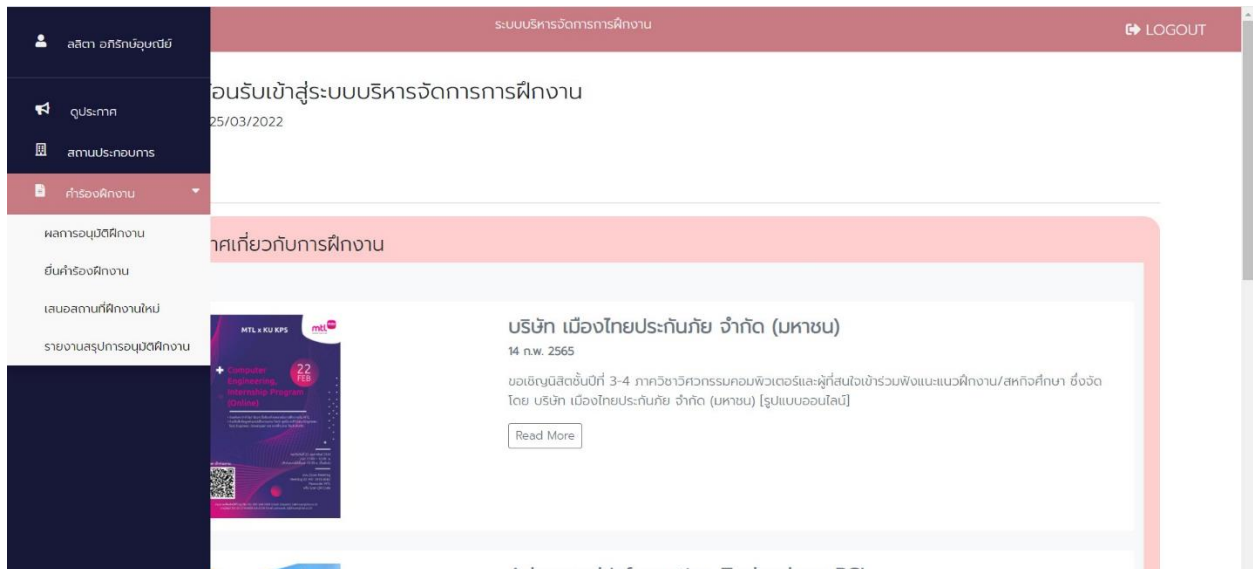 ระบบบริหารจัดการการฝึกงาน
LOGOUT
ลลิตา อภิรักษ์อุษณีย์
ดูประกาศ
สถานประกอบการ
คำร้องฝึกงาน
ผลการอนุมัติฝึกงาน
ยื่นคำร้องฝึกงาน
เสนอสถานที่ฝึกงานใหม่
รายงานสรุปการอนุมัติฝึกงาน
อนรับเข้าสู่ระบบบริหารจัดการการฝึกงาน
25/03/2022
าศเกี่ยวกับการฝึกงาน
MTL x KU KPS
mtl
Computer
Engineering,
Internship Program
(Online)
22
FEB
บริษัท เมืองไทยประกันภัย จำกัด (มหาชน)
14 ก.พ. 2565
ขอเชิญนิสิตชั้นปีที่ 3-4 ภาควิชาวิศวกรรมคอมพิวเตอร์และผู้ที่สนใจเข้าร่วมฟังแนะแนวฝึกงาน/สหกิจศึกษา ซึ่งจัด
โดย บริษัท เมืองไทยประกันภัย จำกัด (มหาชน) [รูปแบบออนไลน์]
Read More